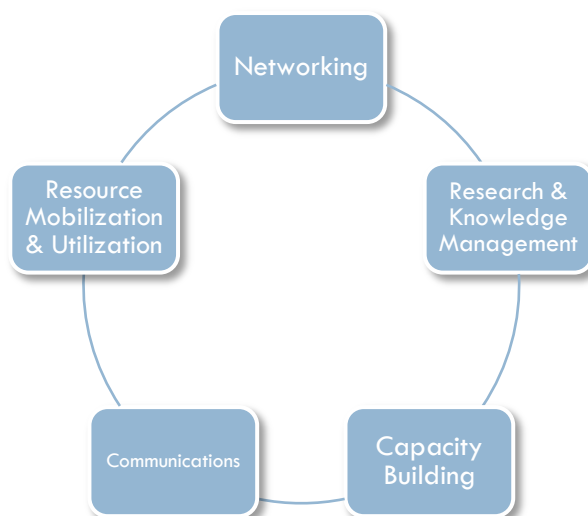 Networking
Resource
Mobilization
& Utilization
Research &
Knowledge
Management
Communications
Capacity
Building